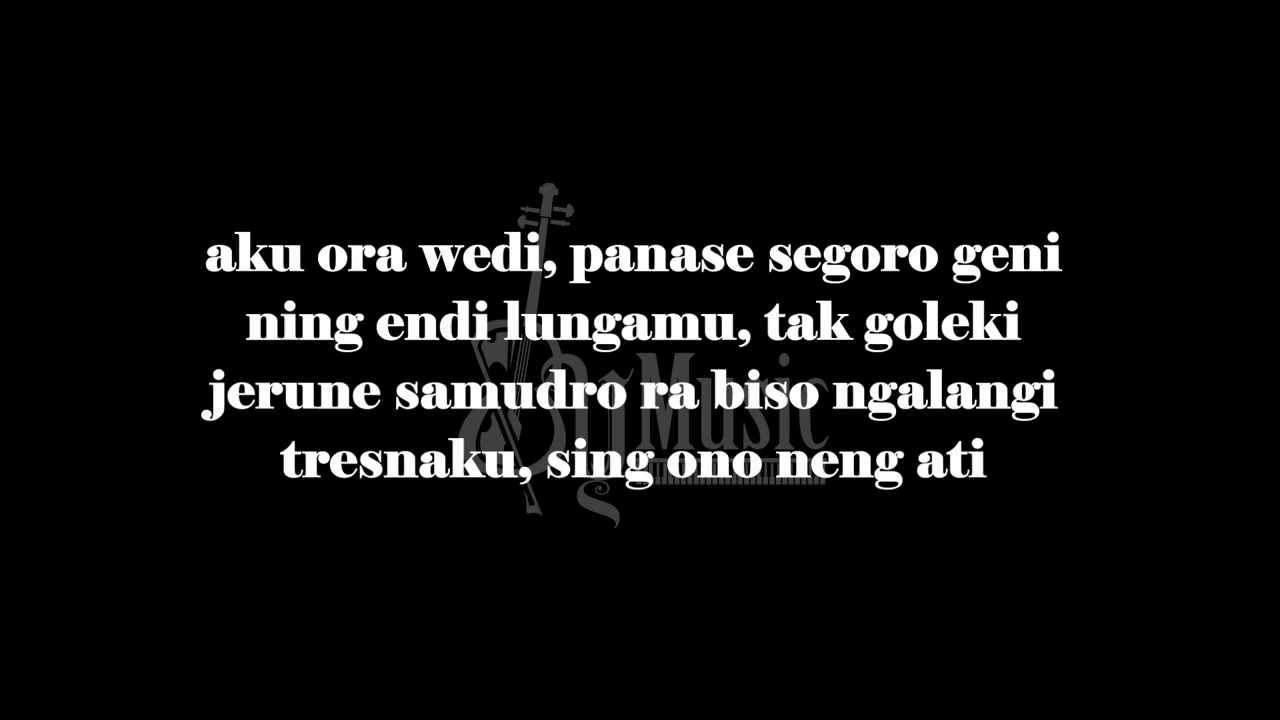 aku ora wedi, panase segoro geni
ning endi lungamu, tak goleki
jerune samudro ra biso ngalangi
tresnaku, sing ono neng ati
Music